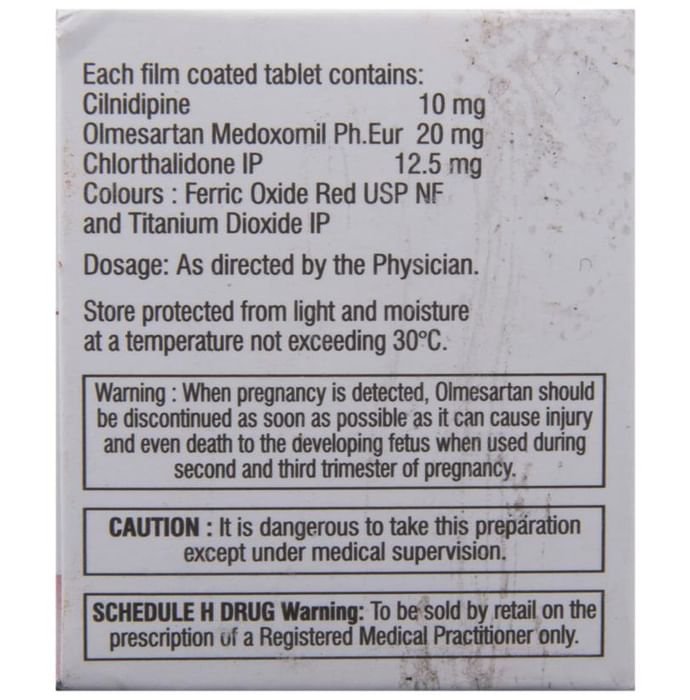 Each film coated tablet contains:
Cilnidipine 10 mg
Olmesartan Medoxomil Ph.Eur 20 mg
Chlorthalidone IP 12.5 mg
Colours : Ferric Oxide Red USP NF
and Titanium Dioxide IP
Dosage: As directed by the Physician.
Store protected from light and moisture
at a temperature not exceeding 30°C.
Warning : When pregnancy is detected, Olmesartan should
be discontinued as soon as possible as it can cause injury
and even death to the developing fetus when used during
second and third trimester of pregnancy.
CAUTION : It is dangerous to take this preparation
except under medical supervision.
SCHEDULE H DRUG Warning: To be sold by retail on the
prescription of a Registered Medical Practitioner only.